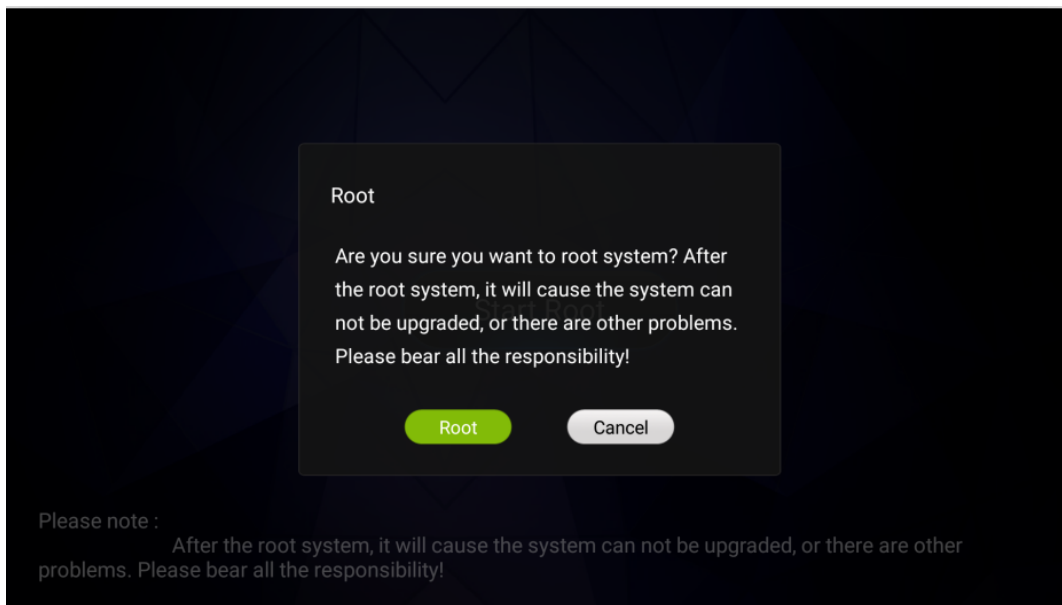 Root
Are you sure you want to root system? After
the root system, it will cause the system can
not be upgraded, or there are other problems.
Please bear all the responsibility!
Start Root
Root
Cancel
Please note :
After the root system, it will cause the system can not be upgraded, or there are other
problems. Please bear all the responsibility!